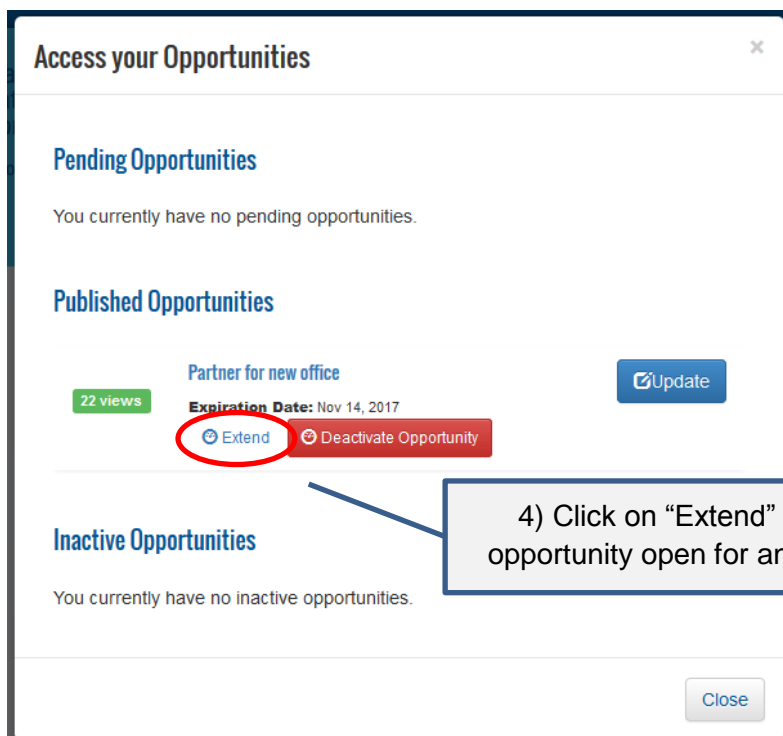 Access your Opportunities
×
Pending Opportunities
You currently have no pending opportunities.
Published Opportunities
Partner for new office
Update
22 views
Expiration Date: Nov 14, 2017
Extend
Deactivate Opportunity
4) Click on “Extend”
opportunity open for
Inactive Opportunities
You currently have no inactive opportunities.
Close